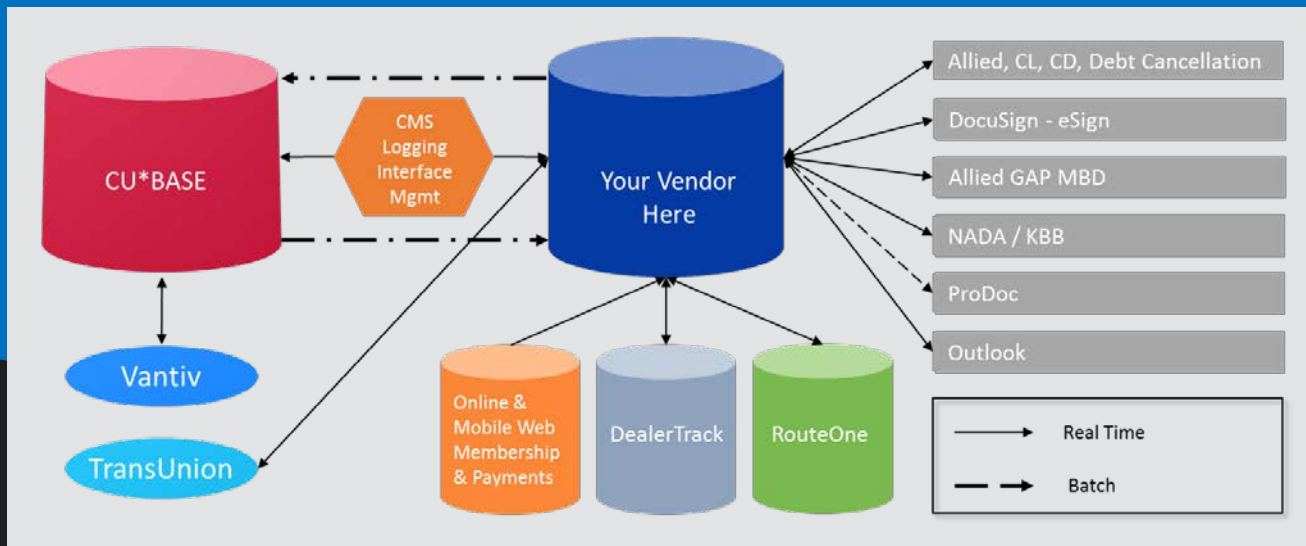 CU*BASE
CMS
Logging
Interface
Mgmt
Your Vendor
Here
Allied, CL, CD, Debt Cancellation
DocuSign - eSign
Allied GAP MBD
NADA / KBB
ProDoc
Outlook
Vantiv
TransUnion
Online &
Mobile Web
Membership
& Payments
DealerTrack
RouteOne
Real Time
Batch